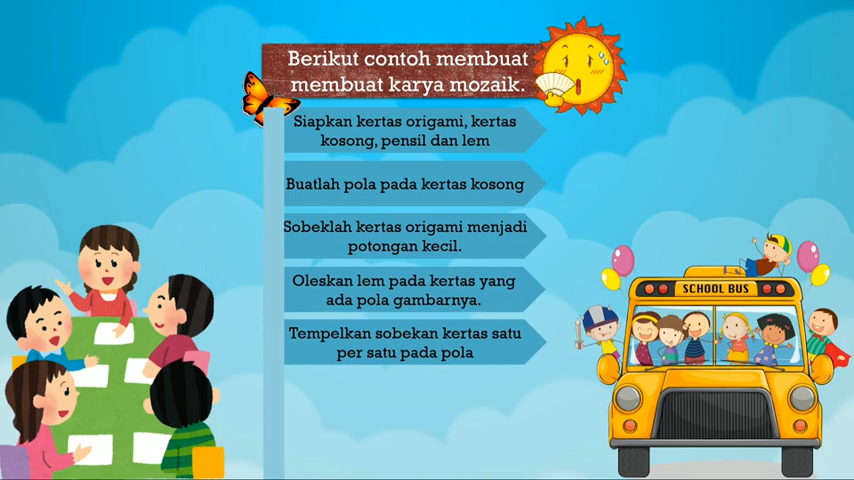 Berikut contoh membuat
membuat karya mozaik.
Siapkan kertas origami, kertas
kosong, pensil dan lem
Buatlah pola pada kertas kosong
Sobeklah kertas origami menjadi
potongan kecil.
Oleskan lem pada kertas yang
ada pola gambarnya.
Tempelkan sobekan kertas satu
per satu pada pola
SCHOOL BUS